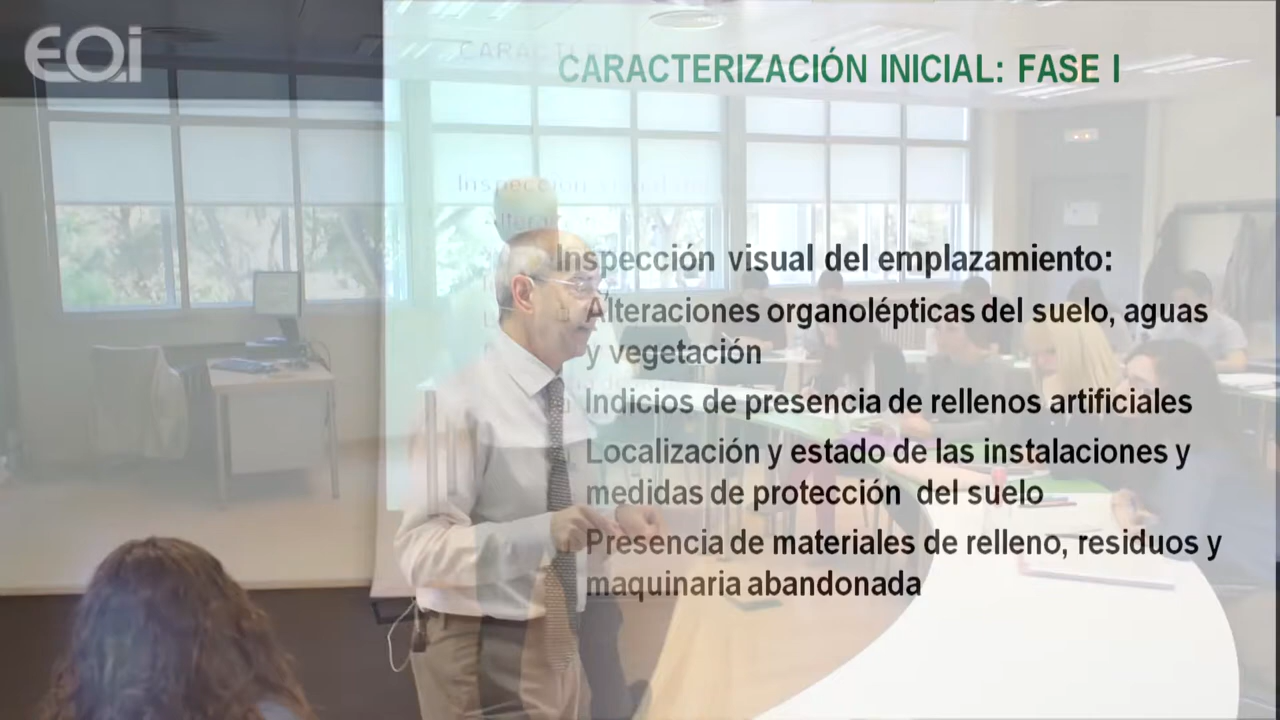 EOi
CARACTERIZACIÓN INICIAL: FASE I
Inspección visual del emplazamiento:
Alteraciones organolépticas del suelo, aguas
y vegetación
Indicios de presencia de rellenos artificiales
Localización y estado de las instalaciones y
medidas de protección del suelo
Presencia de materiales de relleno, residuos y
maquinaria abandonada